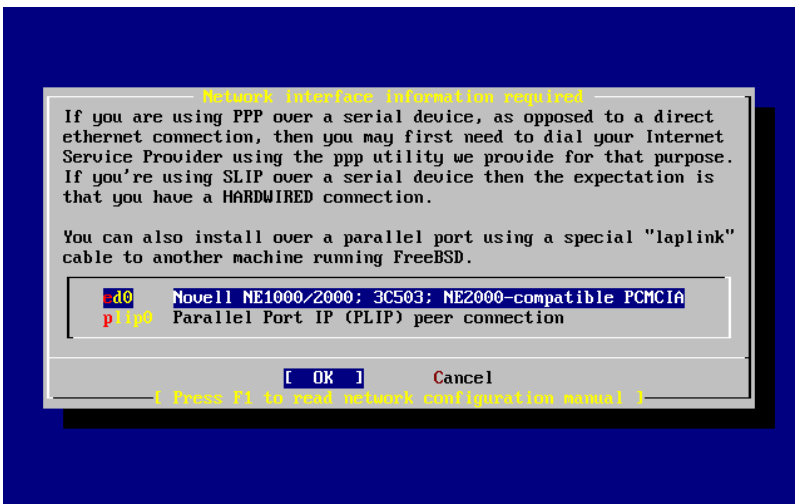 Network interface information required
If you are using PPP over a serial device, as opposed to a direct
ethernet connection, then you may first need to dial your Internet
Service Provider using the ppp utility we provide for that purpose.
If you're using SLIP over a serial device then the expectation is
that you have a HARDWIRED connection.
You can also install over a parallel port using a special "laplink"
cable to another machine running FreeBSD.
ed0 Novell NE1000/2000; 3C503; NE2000-compatible PCMCIA
plip0 Parallel Port IP (PLIP) peer connection
[ OK ] Cancel
[ Press F1 to read network configuration manual ]